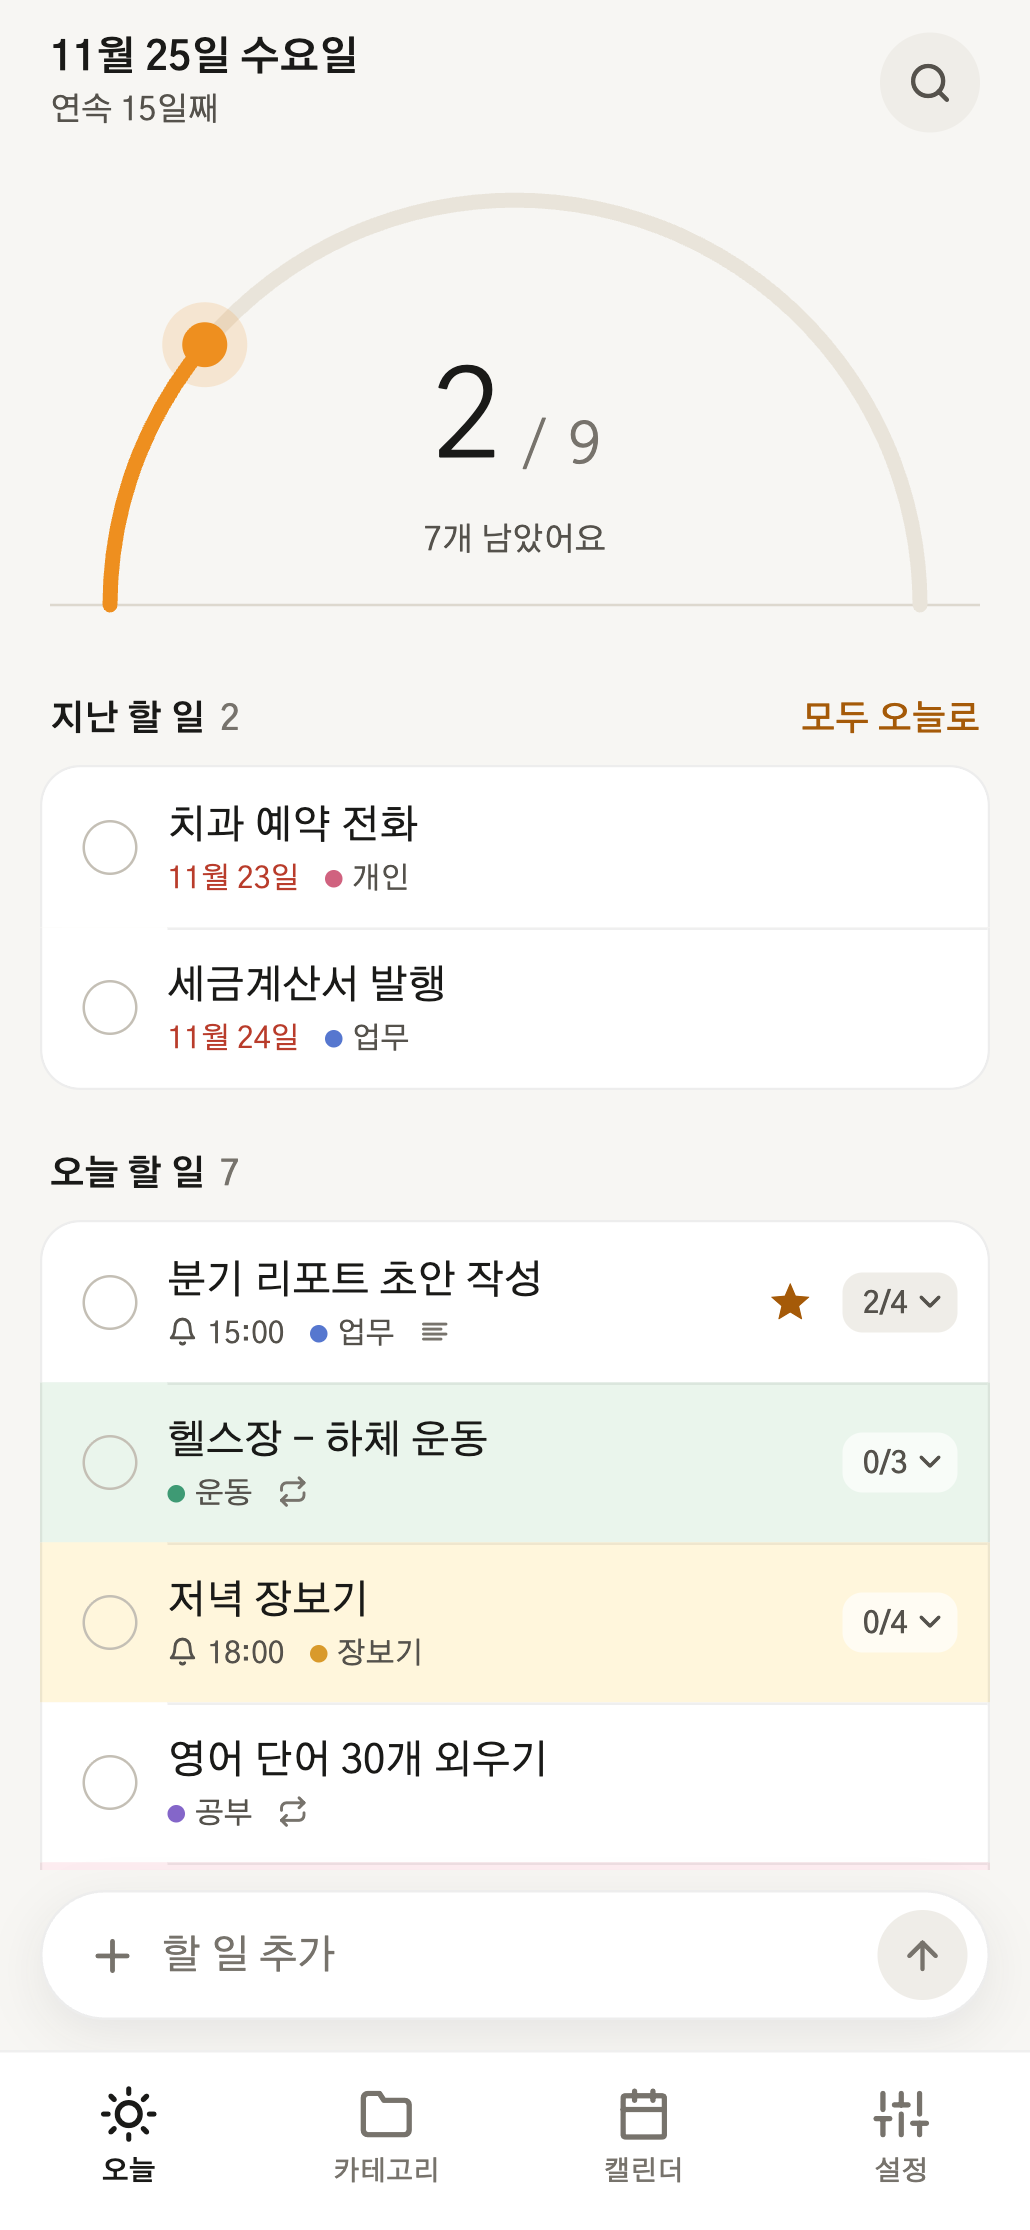 11월 25일 수요일
연속 15일째
2 / 9
7개 남았어요
지난 할 일 2
모두 오늘로
치과 예약 전화
11월 23일 개인
세금계산서 발행
11월 24일 업무
오늘 할 일 7
분기 리포트 초안 작성
2/4
15:00 업무
헬스장 – 하체 운동
0/3
운동
저녁 장보기
0/4
18:00 장보기
영어 단어 30개 외우기
공부
할 일 추가
오늘 카테고리 캘린더 설정